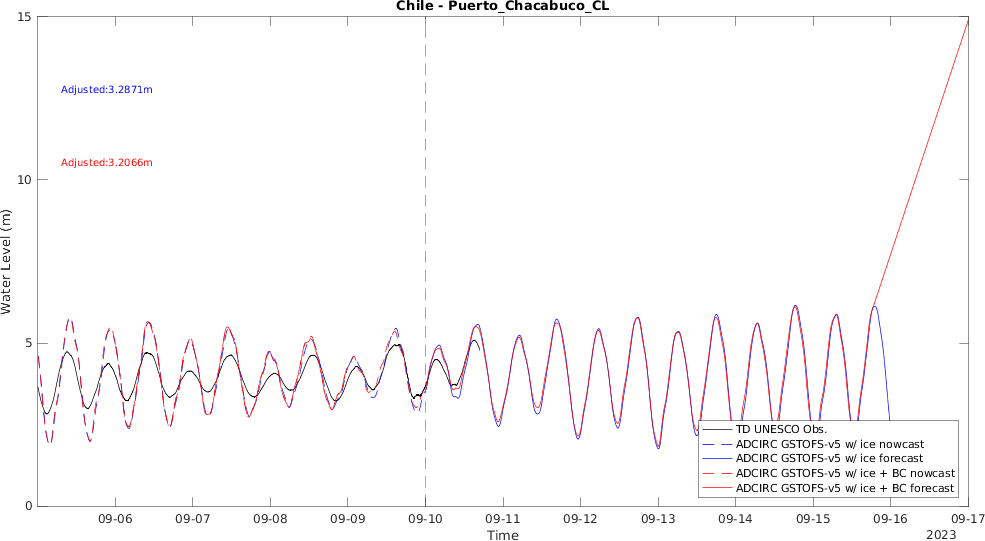 Chile - Puerto_Chacabuco_CL
15
Adjusted:3.2871m
Adjusted:3.2066m
10
5
0
Water Level (m)
TD UNESCO Obs.
ADCIRC GSTOFS-v5 w/ ice nowcast
ADCIRC GSTOFS-v5 w/ ice forecast
ADCIRC GSTOFS-v5 w/ ice + BC nowcast
ADCIRC GSTOFS-v5 w/ ice + BC forecast
09-06 09-07 09-08 09-09 09-10 09-11 09-12 09-13 09-14 09-15 09-16 09-17
Time
2023